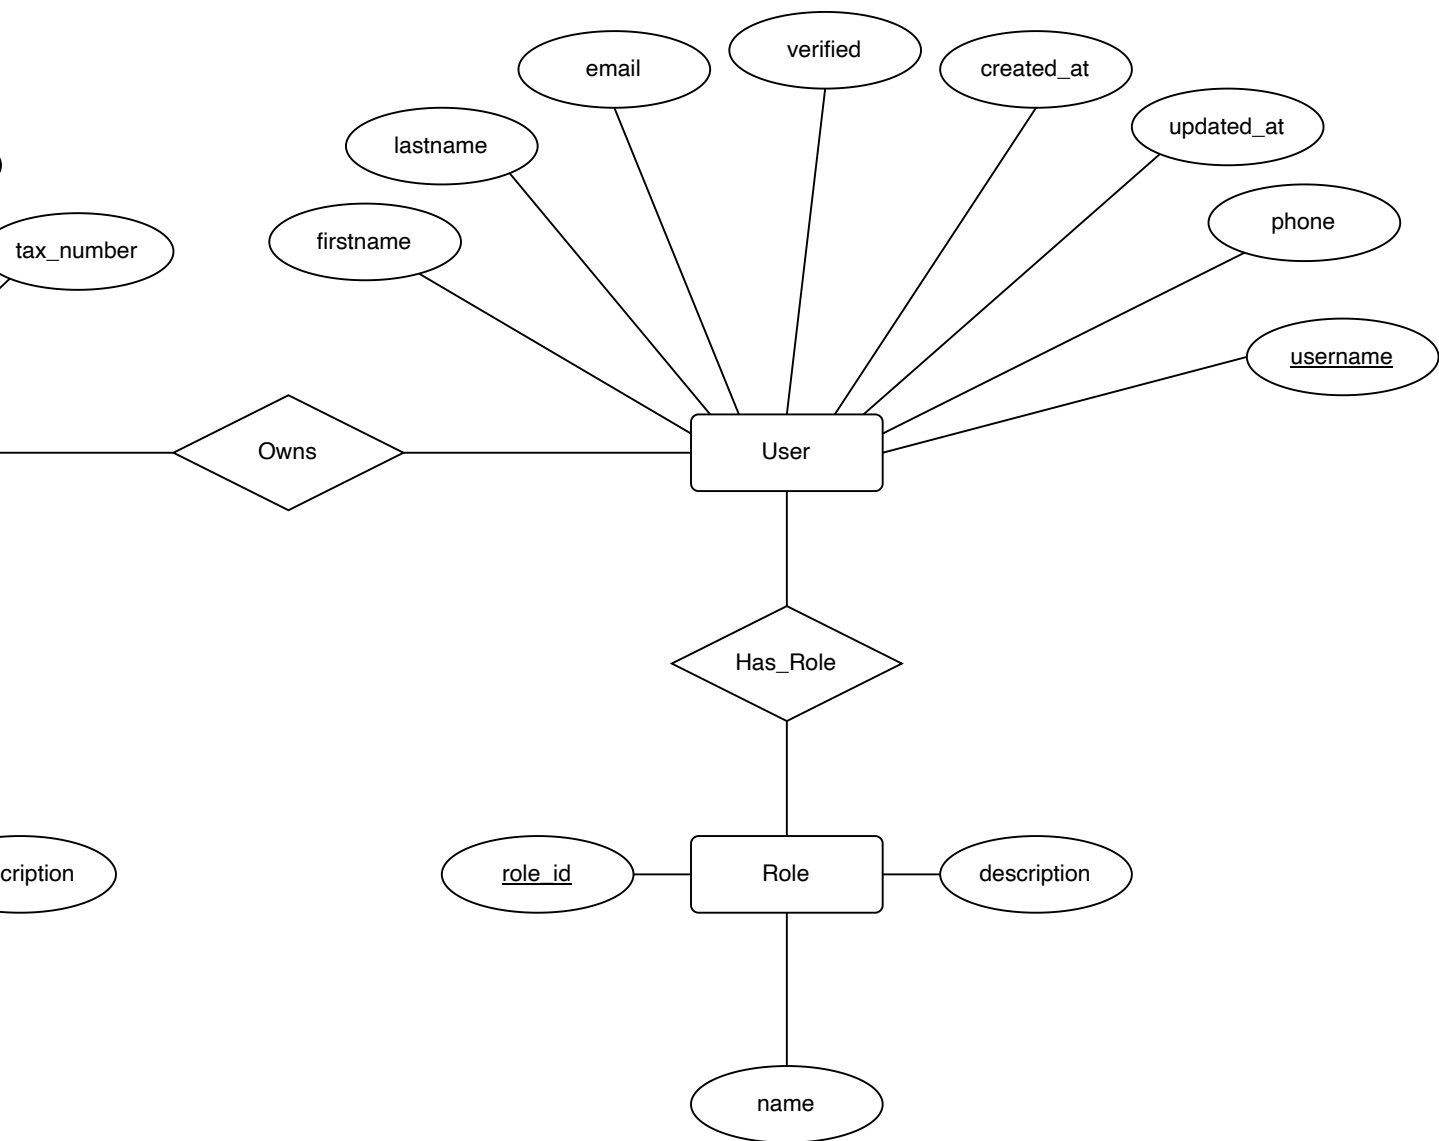 verified
email
created_at
updated_at
lastname
phone
firstname
tax_number
username
Owns
User
Has_Role
cription
role_id
Role
description
name